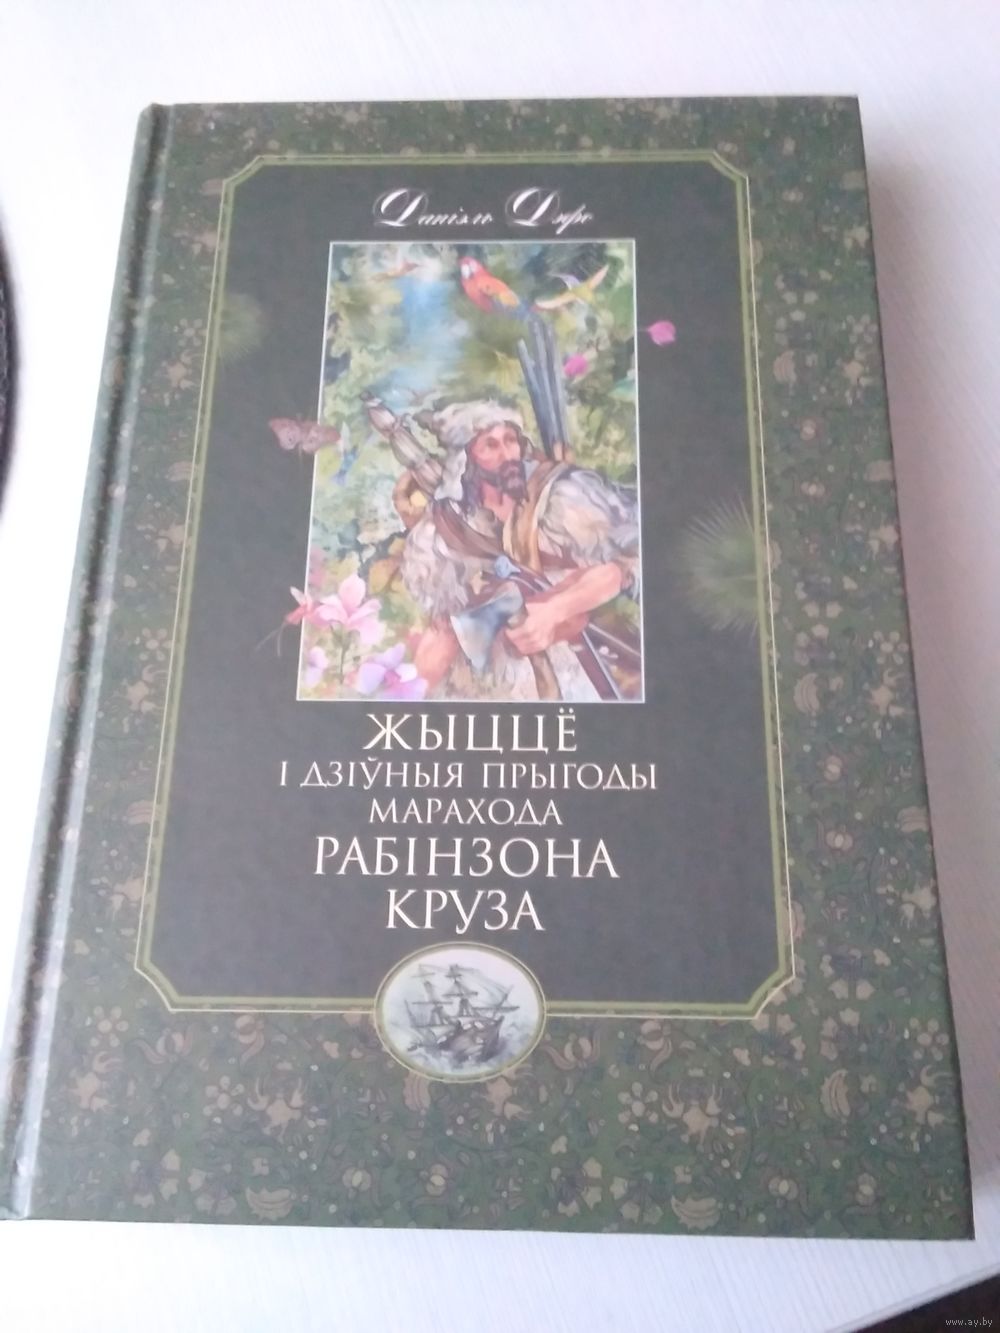 Даніэль Дэфо
ЖЫЦЦЁ
І ДЗІЎНЫЯ ПРЫГОДЫ
МАРАХОДА
РАБІНЗОНА
КРУЗА
www.ay.by